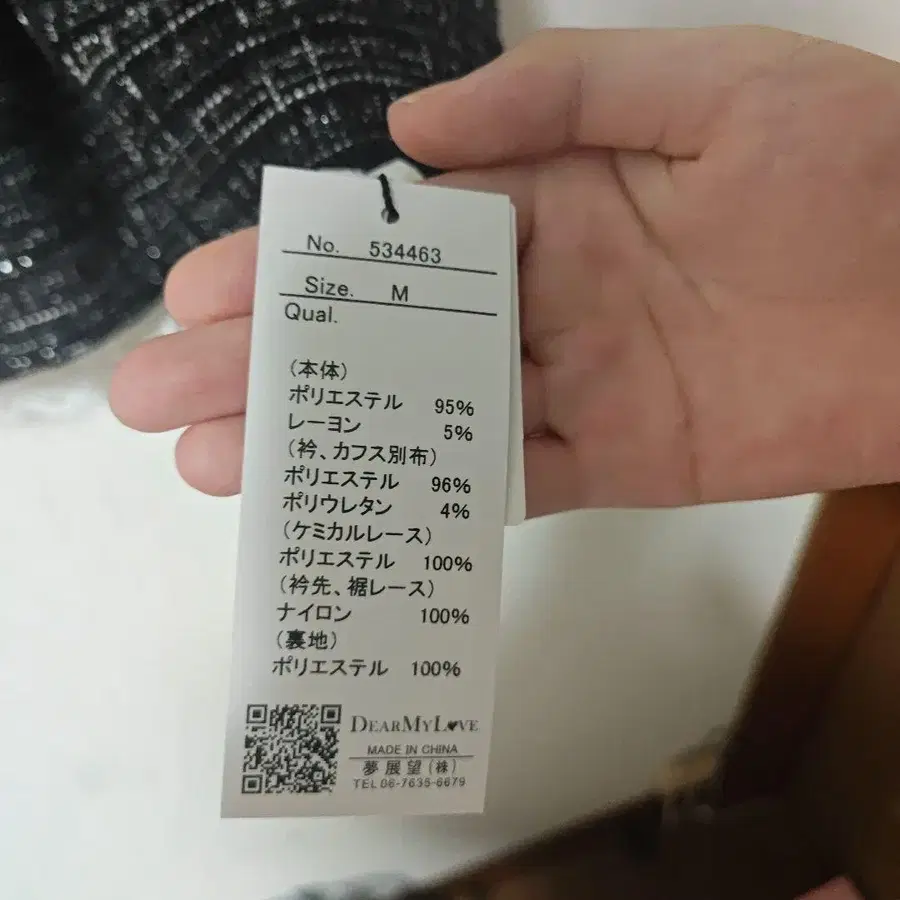 No. 534463
Size. M
Qual.
（本体）
ポリエステル 95%
レーヨン 5%
（衿、カフス別布）
ポリエステル 96%
ポリウレタン 4%
（ケミカルレース）
ポリエステル 100%
（衿先、裾レース）
ナイロン 100%
（裏地）
ポリエステル 100%
DEARMYL♥VE
MADE IN CHINA
夢展望（株）
TEL 06-7635-6679